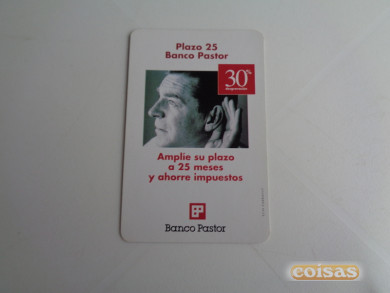 Plazo 25
Banco Pastor
30%
Amplíe su plazo
a 25 meses
y ahorre impuestos
Banco Pastor
coisas